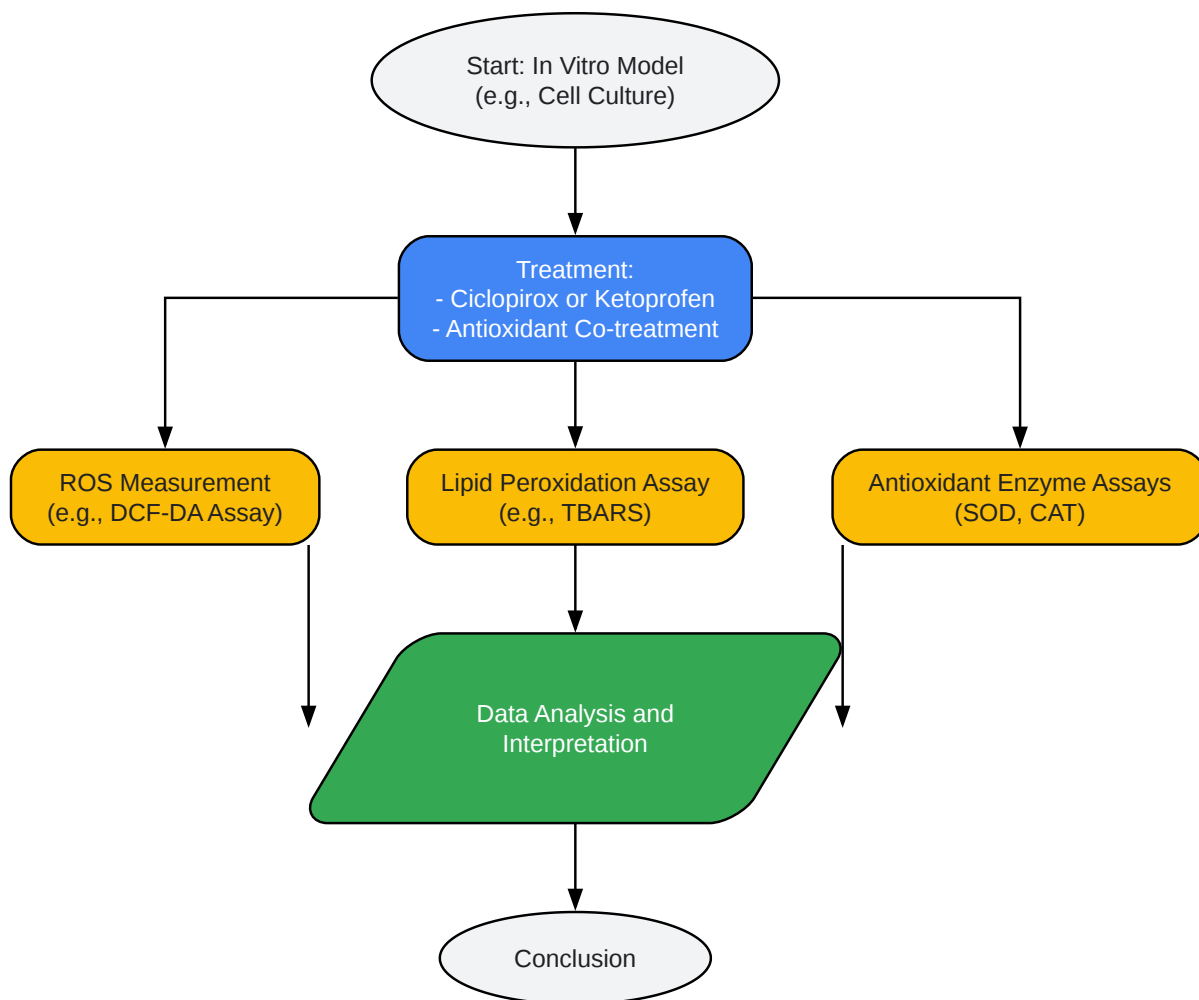 Start: In Vitro Model
(e.g., Cell Culture)
Treatment:
- Ciclopirox or Ketoprofen
- Antioxidant Co-treatment
ROS Measurement
(e.g., DCF-DA Assay)
Lipid Peroxidation Assay
(e.g., TBARS)
Antioxidant Enzyme Assays
(SOD, CAT)
Data Analysis and
Interpretation
Conclusion